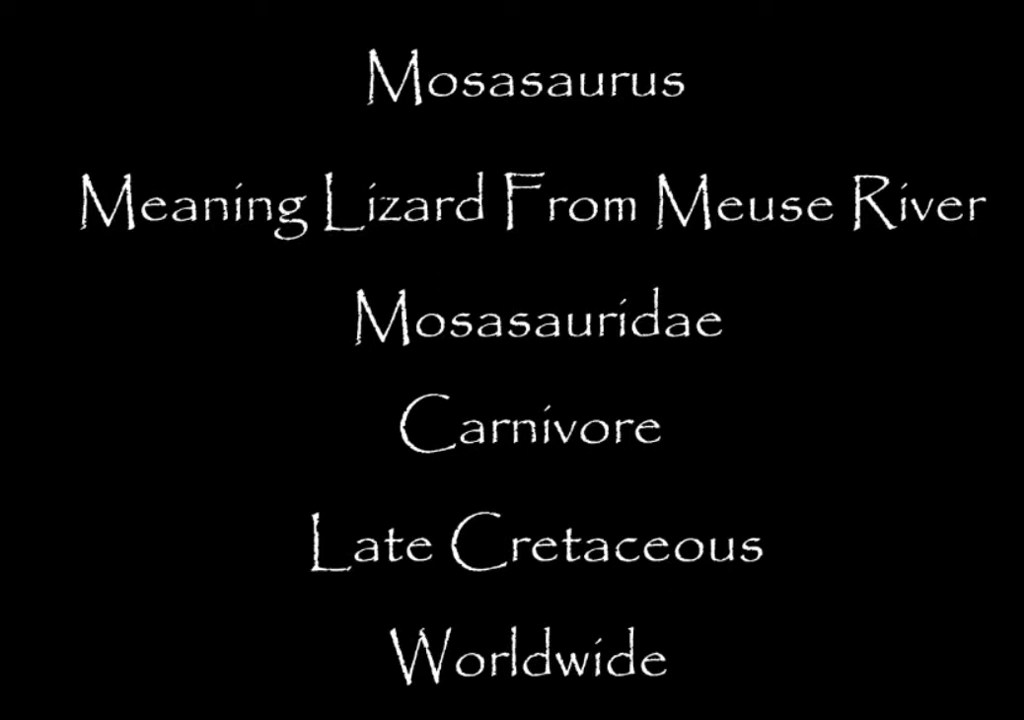 Mosasaurus
Meaning Lizard From Meuse River
Mosasauridae
Carnivore
Late Cretaceous
Worldwide